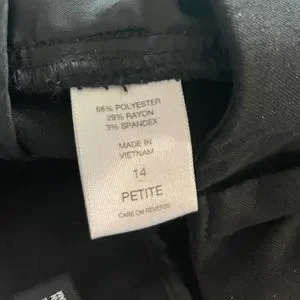 68% POLYESTER
29% RAYON
3% SPANDEX
MADE IN
VIETNAM
14
PETITE
CARE ON REVERSE